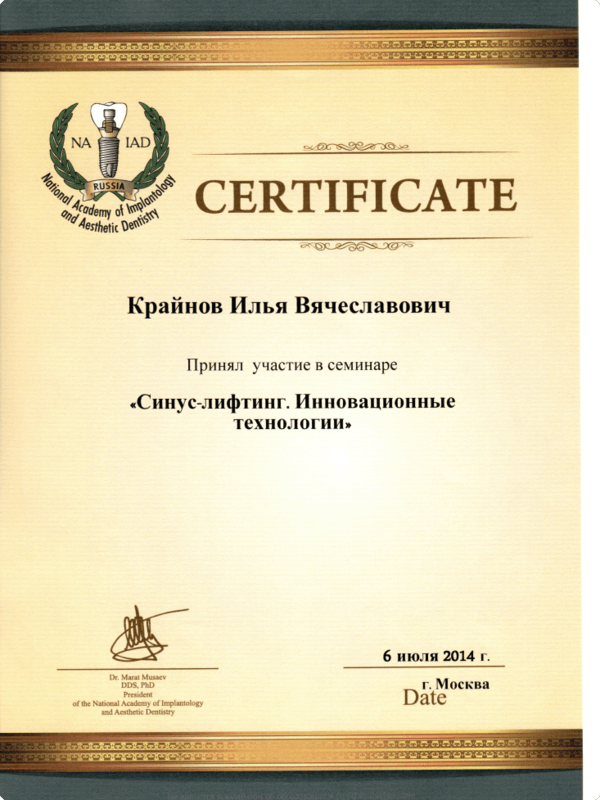 NA IAD
RUSSIA
National Academy of Implantology
and Aesthetic Dentistry
CERTIFICATE
Крайнов Илья Вячеславович
Принял участие в семинаре
«Синус-лифтинг. Инновационные
технологии»
6 июля 2014 г.
г. Москва
Date
Dr. Marat Musaev
DDS, PhD
President
of the National Academy of Implantology
and Aesthetic Dentistry